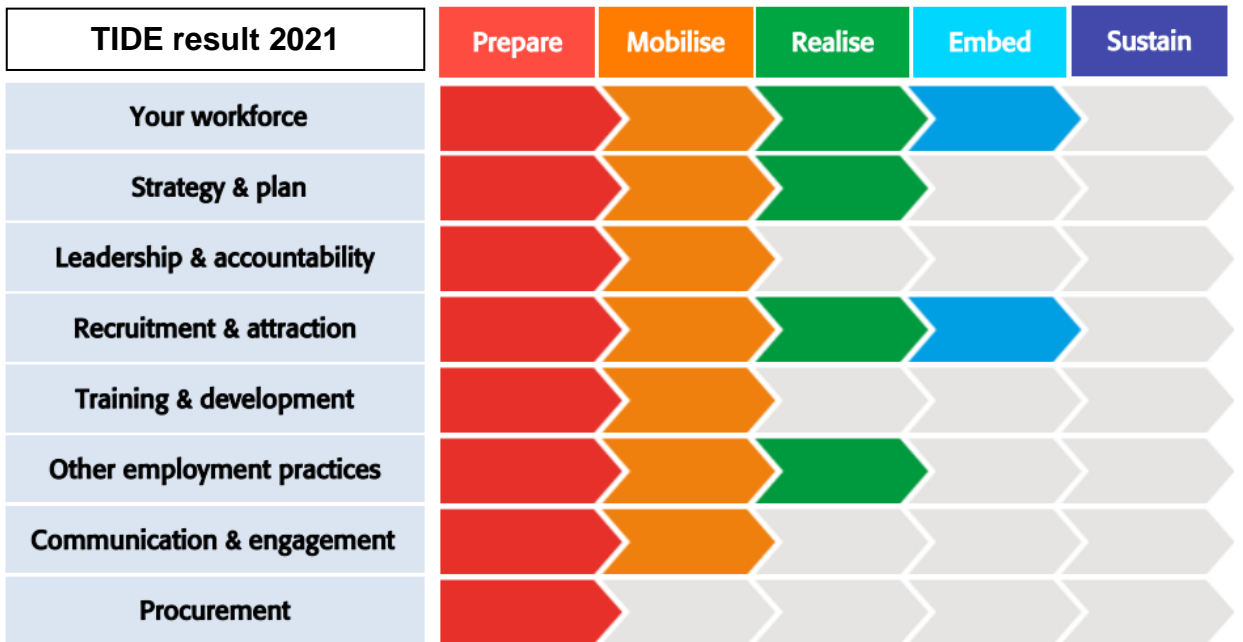 TIDE result 2021
Prepare
Mobilise
Realise
Embed
Sustain
Your workforce
Strategy & plan
Leadership & accountability
Recruitment & attraction
Training & development
Other employment practices
Communication & engagement
Procurement